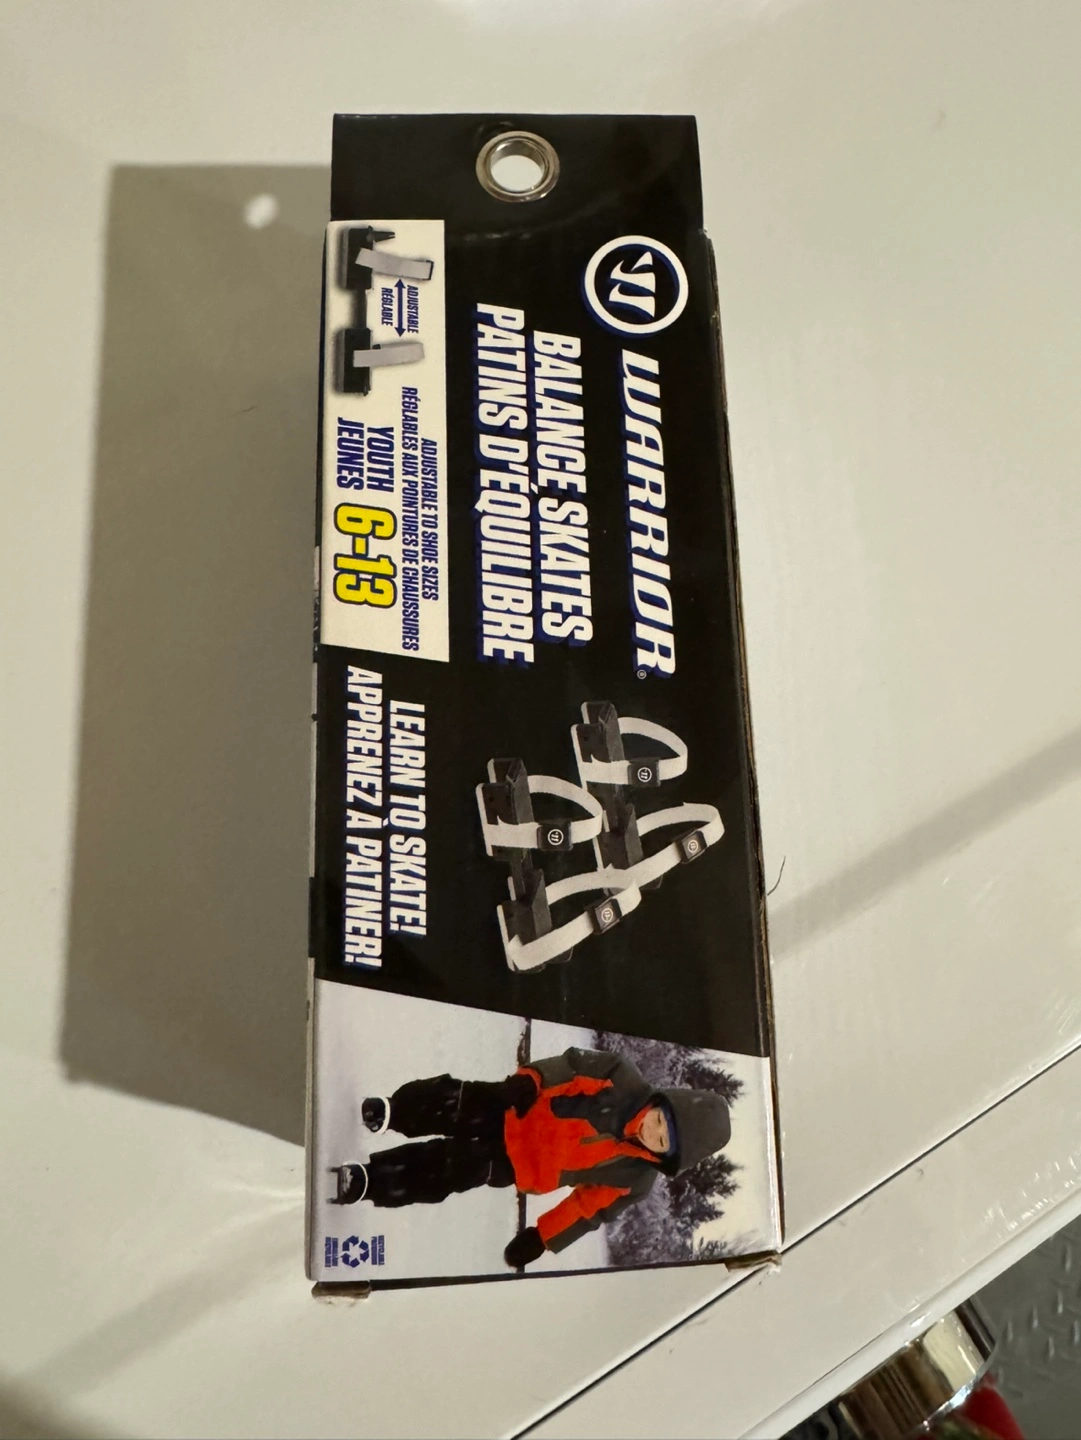 WARRIOR®
BALANCE SKATES
PATINS D'ÉQUILIBRE
ADJUSTABLE
RÉGLABLE
ADJUSTABLE TO SHOE SIZES
RÉGLABLES AUX POINTURES DE CHAUSSURES
YOUTH
JEUNES
6-13
LEARN TO SKATE!
APPRENEZ À PATINER!